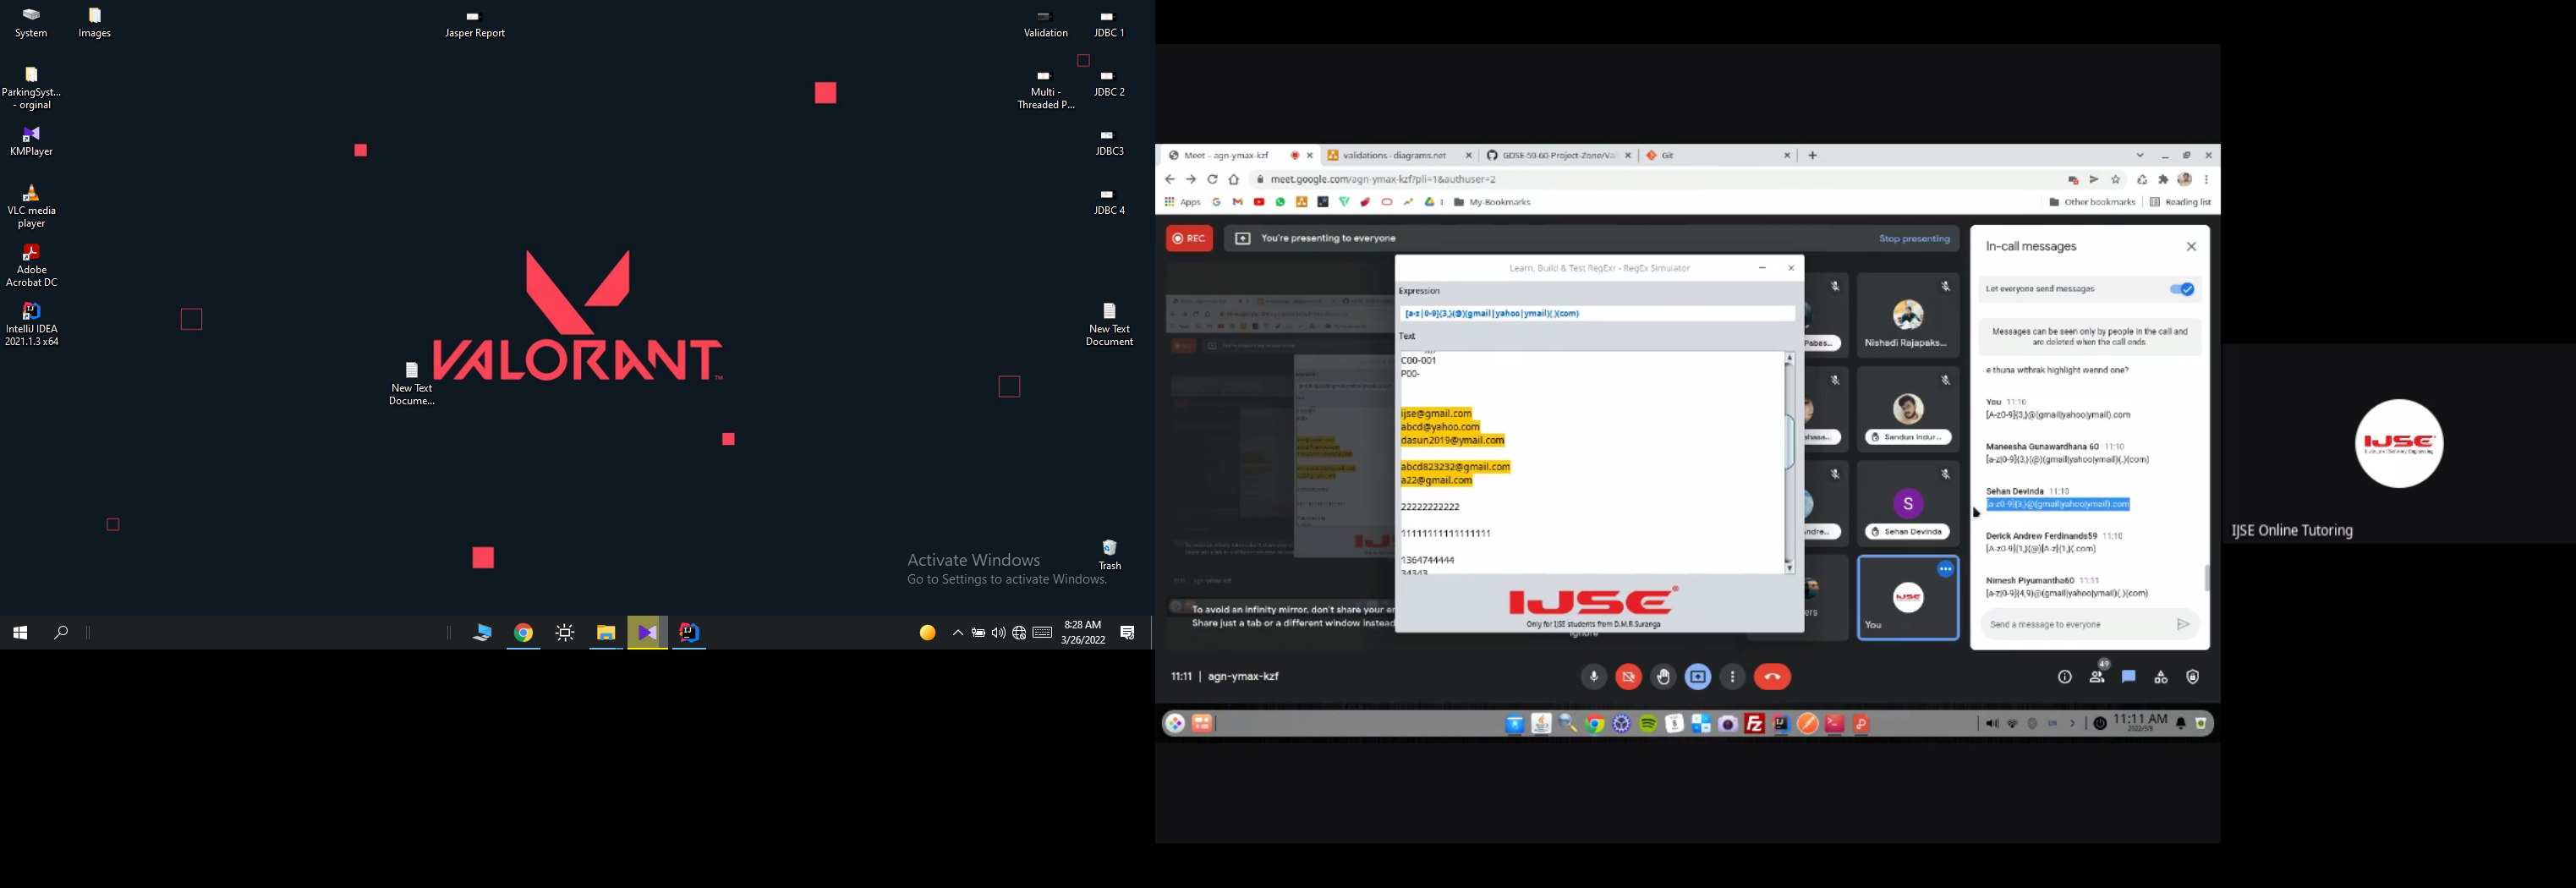 System
Images
Jasper Report
Validation
JDBC 1
ParkingSyst...
- orginal
Multi -
Threaded P...
JDBC 2
KMPlayer
JDBC3
VLC media
player
JDBC 4
Adobe
Acrobat DC
IntelliJ IDEA
2021.1.3 x64
New Text
Document
VALORANT
New Text
Docume...
Activate Windows
Go to Settings to activate Windows.
Trash
8:28 AM
3/26/2022
Meet - agn-ymax-kzf
validations - diagrams.net
GDSE-59-60-Project-Zone/Va
Git
meet.google.com/agn-ymax-kzf?pli=1&authuser=2
Apps
My-Bookmarks
Other bookmarks
Reading list
REC
You're presenting to everyone
Stop presenting
Learn, Build & Test RegExr - RegEx Simulator
Expression
[a-z|0-9]{3,}(@)(gmail|yahoo|ymail)(.)(com)
Text
C00-001
P00-
ijse@gmail.com
abcd@yahoo.com
dasun2019@ymail.com
abcd823232@gmail.com
a22@gmail.com
22222222222
1364744444
34343
IJSE
Only for IJSE students from D.M.R.Suranga
To avoid an infinity mirror, don't share your
Share just a tab or a different window instead
Ignore
Pabas...
Nishadi Rajapaks...
Sandun Indur...
Andre...
S
Sehan Devinda
IJSE
You
In-call messages
Let everyone send messages
Messages can be seen only by people in the call and
are deleted when the call ends.
e thuna withrak highlight wennd one?
You 11:10
[A-z0-9]{3,}@(gmail|yahoo|ymail).com
Maneesha Gunawardhana 60 11:10
[a-z|0-9]{3,}(@)(gmail|yahoo|ymail)(.)(com)
Sehan Devinda 11:10
[a-z0-9]{3,}@(gmail|yahoo|ymail).com
Derick Andrew Ferdinands59 11:10
[A-z0-9]{1,}(@)[A-z]{1,}(.com)
Nimesh Piyumantha60 11:11
[a-z|0-9]{4,9}@(gmail|yahoo|ymail)(.)(com)
Send a message to everyone
11:11 | agn-ymax-kzf
49
11:11 AM
2022/3/8
IJSE
IJSE Online Tutoring